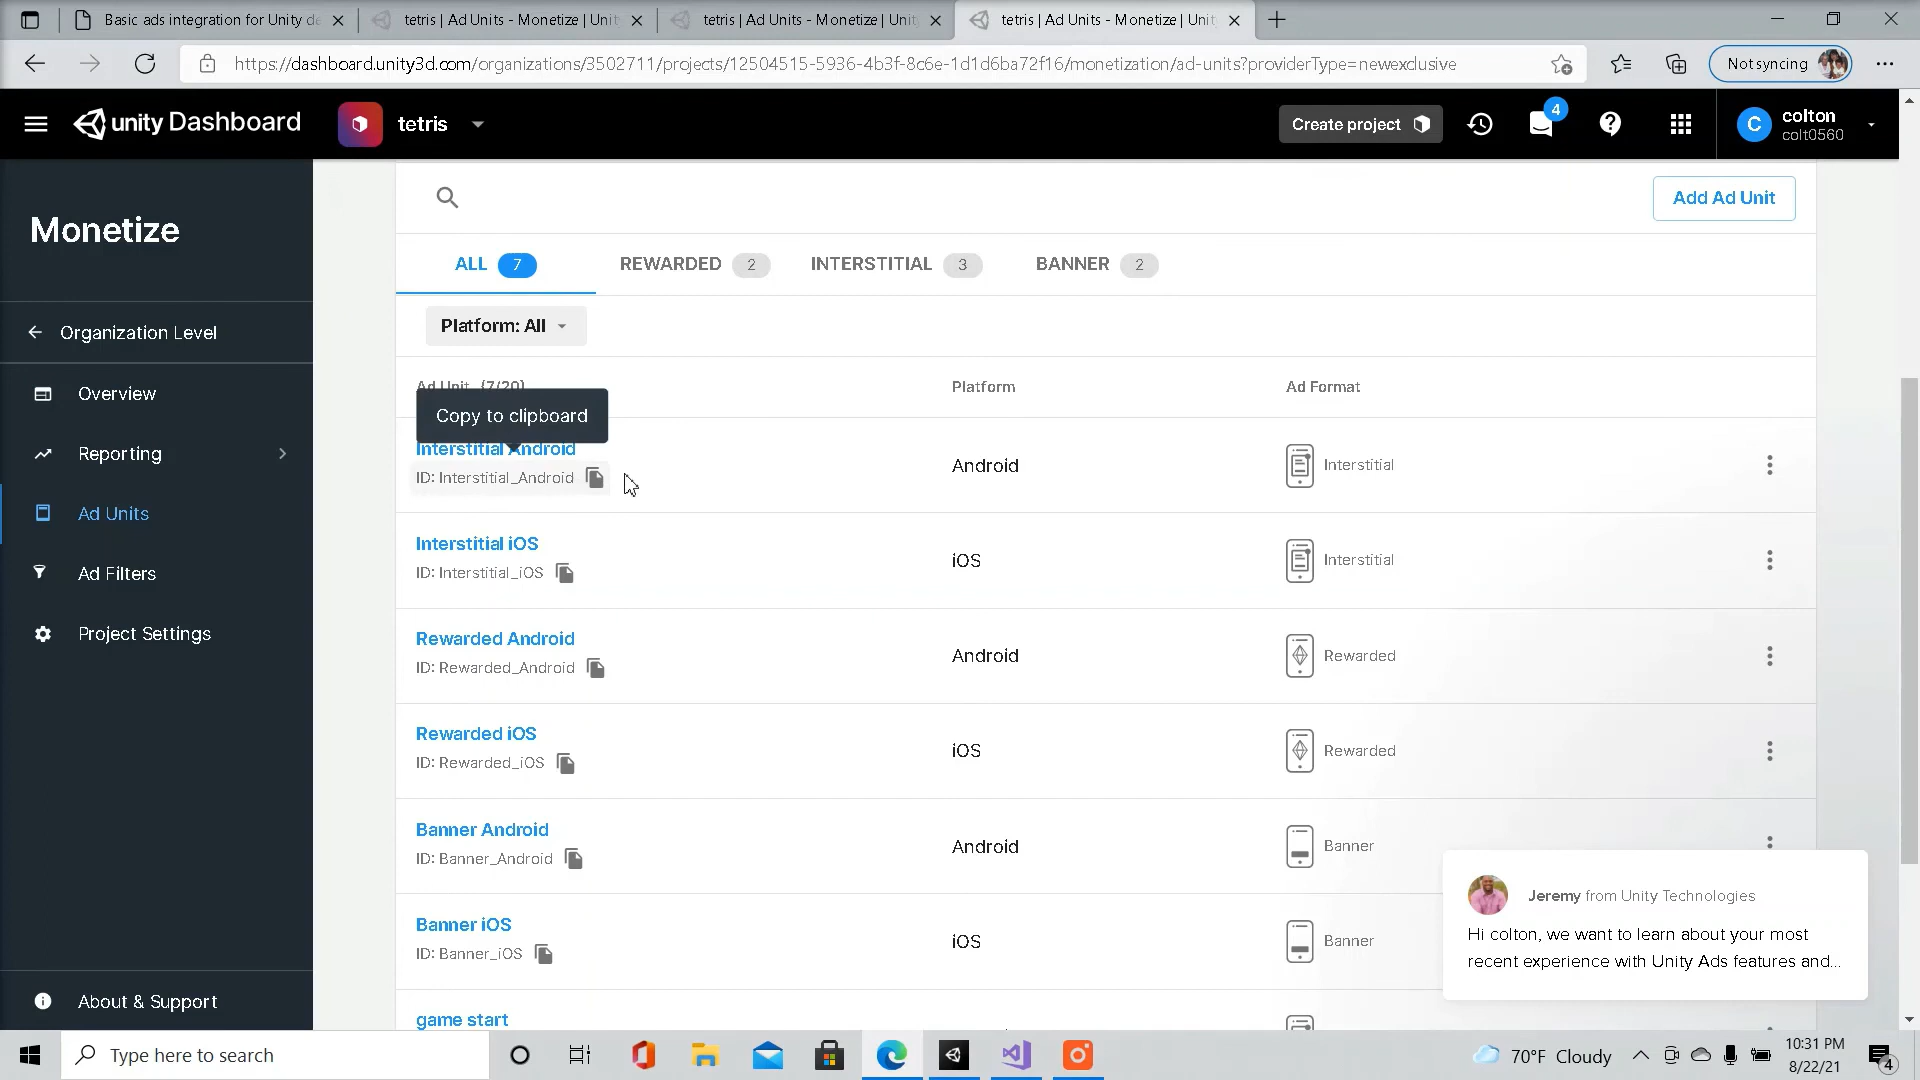 Basic ads integration for Unity de
tetris | Ad Units - Monetize | Unit
tetris | Ad Units - Monetize | Unit
tetris | Ad Units - Monetize | Unit
https://dashboard.unity3d.com/organizations/3502711/projects/12504515-5936-4b3f-8c6e-1d1d6ba72f16/monetization/ad-units?providerType=newexclusive
Not syncing
unity Dashboard
tetris
Create project
4
C
colton
colt0560
Monetize
Organization Level
Overview
Reporting
Ad Units
Ad Filters
Project Settings
About & Support
Add Ad Unit
ALL 7 REWARDED 2 INTERSTITIAL 3 BANNER 2
Platform: All
Ad Unit (7/20) Platform Ad Format
Copy to clipboard
Interstitial Android
ID: Interstitial_Android
Android Interstitial
Interstitial iOS
ID: Interstitial_iOS
iOS Interstitial
Rewarded Android
ID: Rewarded_Android
Android Rewarded
Rewarded iOS
ID: Rewarded_iOS
iOS Rewarded
Banner Android
ID: Banner_Android
Android Banner
Banner iOS
ID: Banner_iOS
iOS Banner
game start
Jeremy from Unity Technologies
Hi colton, we want to learn about your most
recent experience with Unity Ads features and...
Type here to search
70°F Cloudy
10:31 PM
8/22/21
4